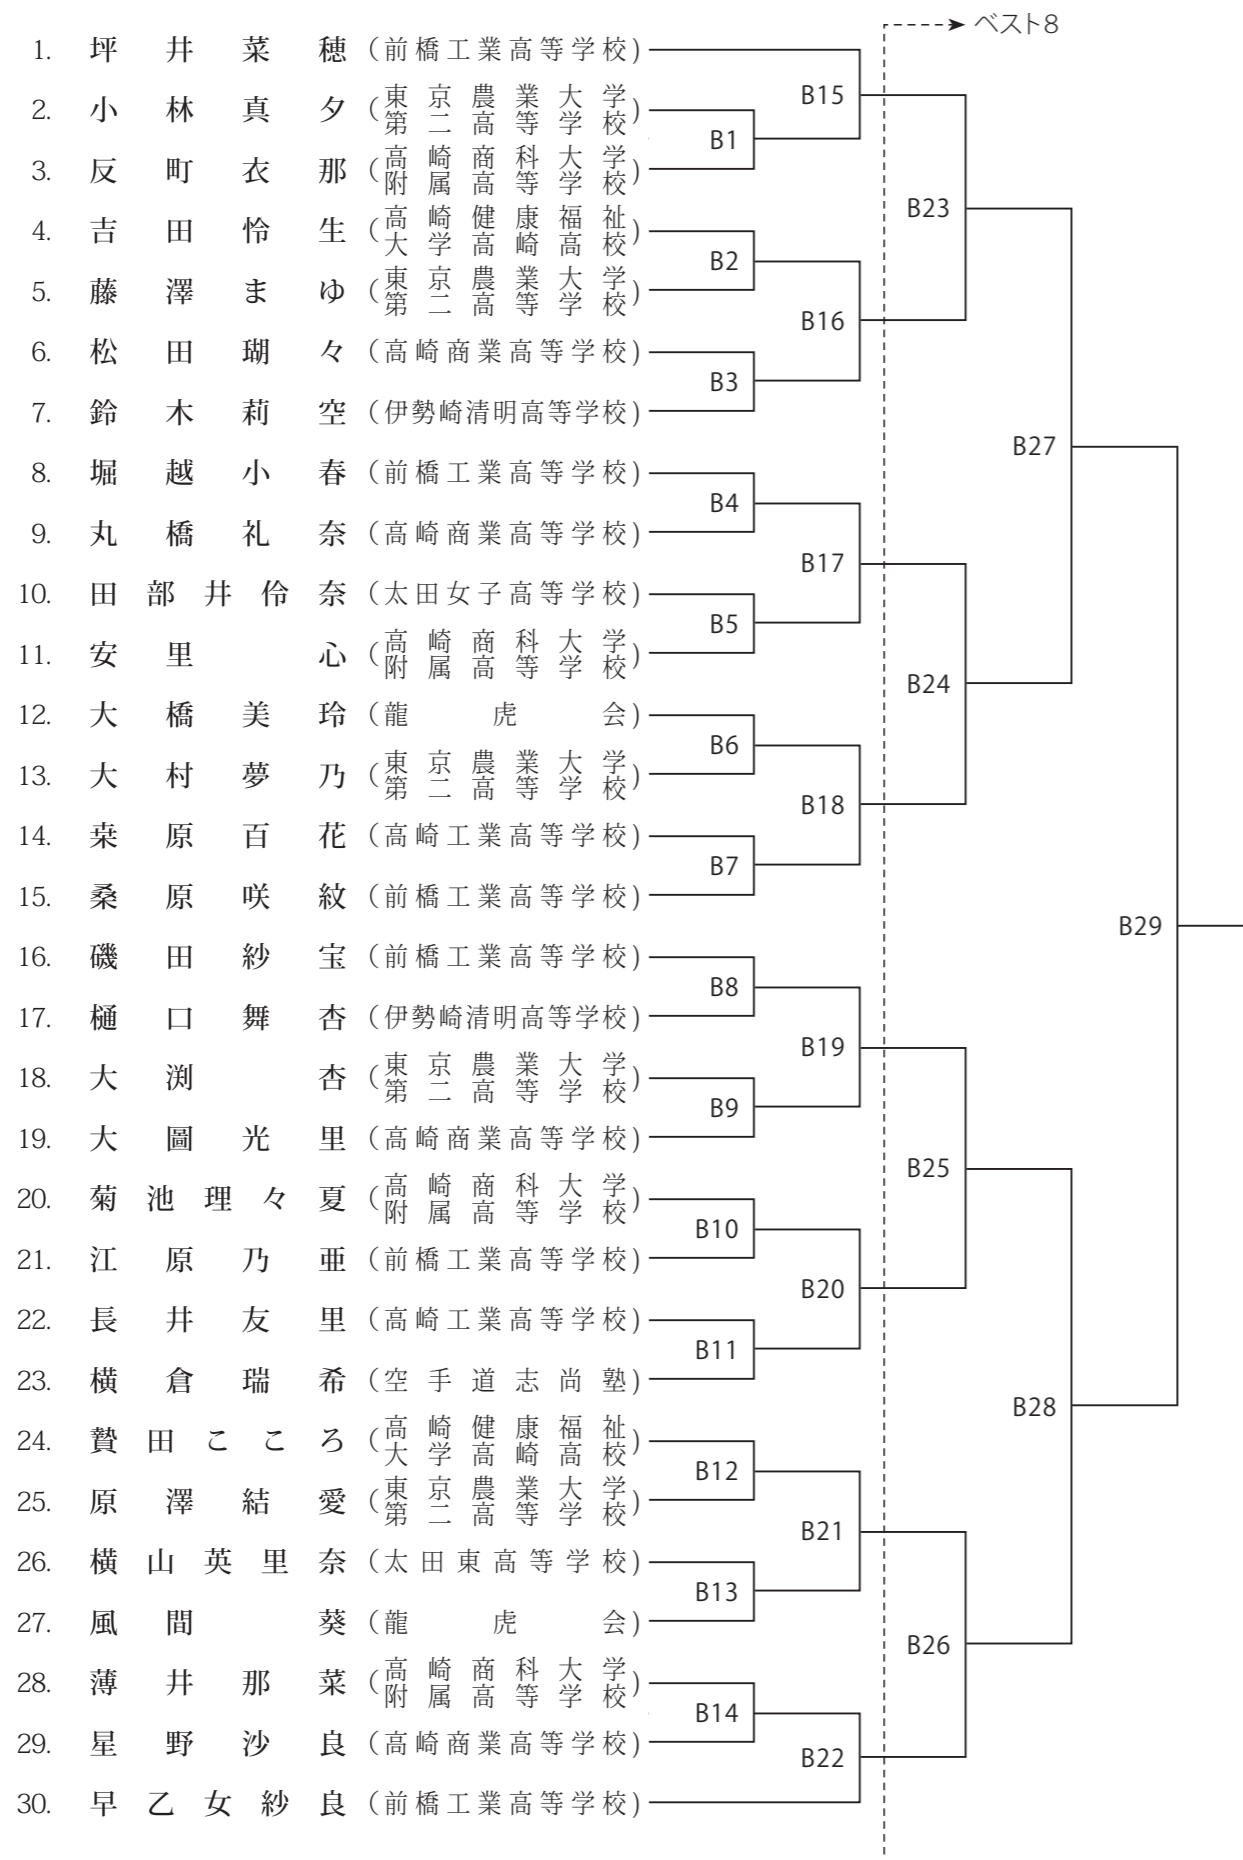 ベスト8
1. 坪井菜穂（前橋工業高等学校）
2. 小林真夕（東京農業大学第二高等学校）
3. 反町衣那（高崎商科大学附属高等学校）
4. 吉田怜生（高崎健康福祉大学高崎高校）
5. 藤澤まゆ（東京農業大学第二高等学校）
6. 松田瑚々（高崎商業高等学校）
7. 鈴木莉空（伊勢崎清明高等学校）
8. 堀越小春（前橋工業高等学校）
9. 丸橋礼奈（高崎商業高等学校）
10. 田部井伶奈（太田女子高等学校）
11. 安里心（高崎商科大学附属高等学校）
12. 大橋美玲（龍虎会）
13. 大村夢乃（東京農業大学第二高等学校）
14. 桒原百花（高崎工業高等学校）
15. 桑原咲紋（前橋工業高等学校）
16. 磯田紗宝（前橋工業高等学校）
17. 樋口舞杏（伊勢崎清明高等学校）
18. 大渕杏（東京農業大学第二高等学校）
19. 大圖光里（高崎商業高等学校）
20. 菊池理々夏（高崎商科大学附属高等学校）
21. 江原乃亜（前橋工業高等学校）
22. 長井友里（高崎工業高等学校）
23. 横倉瑞希（空手道志尚塾）
24. 贄田こころ（高崎健康福祉大学高崎高校）
25. 原澤結愛（東京農業大学第二高等学校）
26. 横山英里奈（太田東高等学校）
27. 風間葵（龍虎会）
28. 薄井那菜（高崎商科大学附属高等学校）
29. 星野沙良（高崎商業高等学校）
30. 早乙女紗良（前橋工業高等学校）
B1
B2
B3
B4
B5
B6
B7
B8
B9
B10
B11
B12
B13
B14
B15
B16
B17
B18
B19
B20
B21
B22
B23
B24
B25
B26
B27
B28
B29